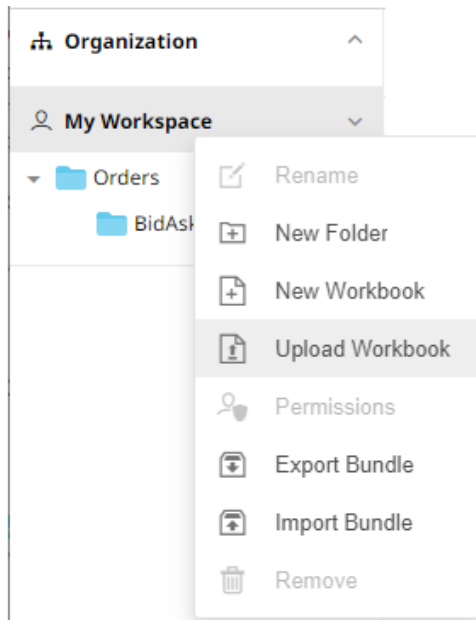 Organization
My Workspace
Orders
BidAsk
Rename
New Folder
New Workbook
Upload Workbook
Permissions
Export Bundle
Import Bundle
Remove